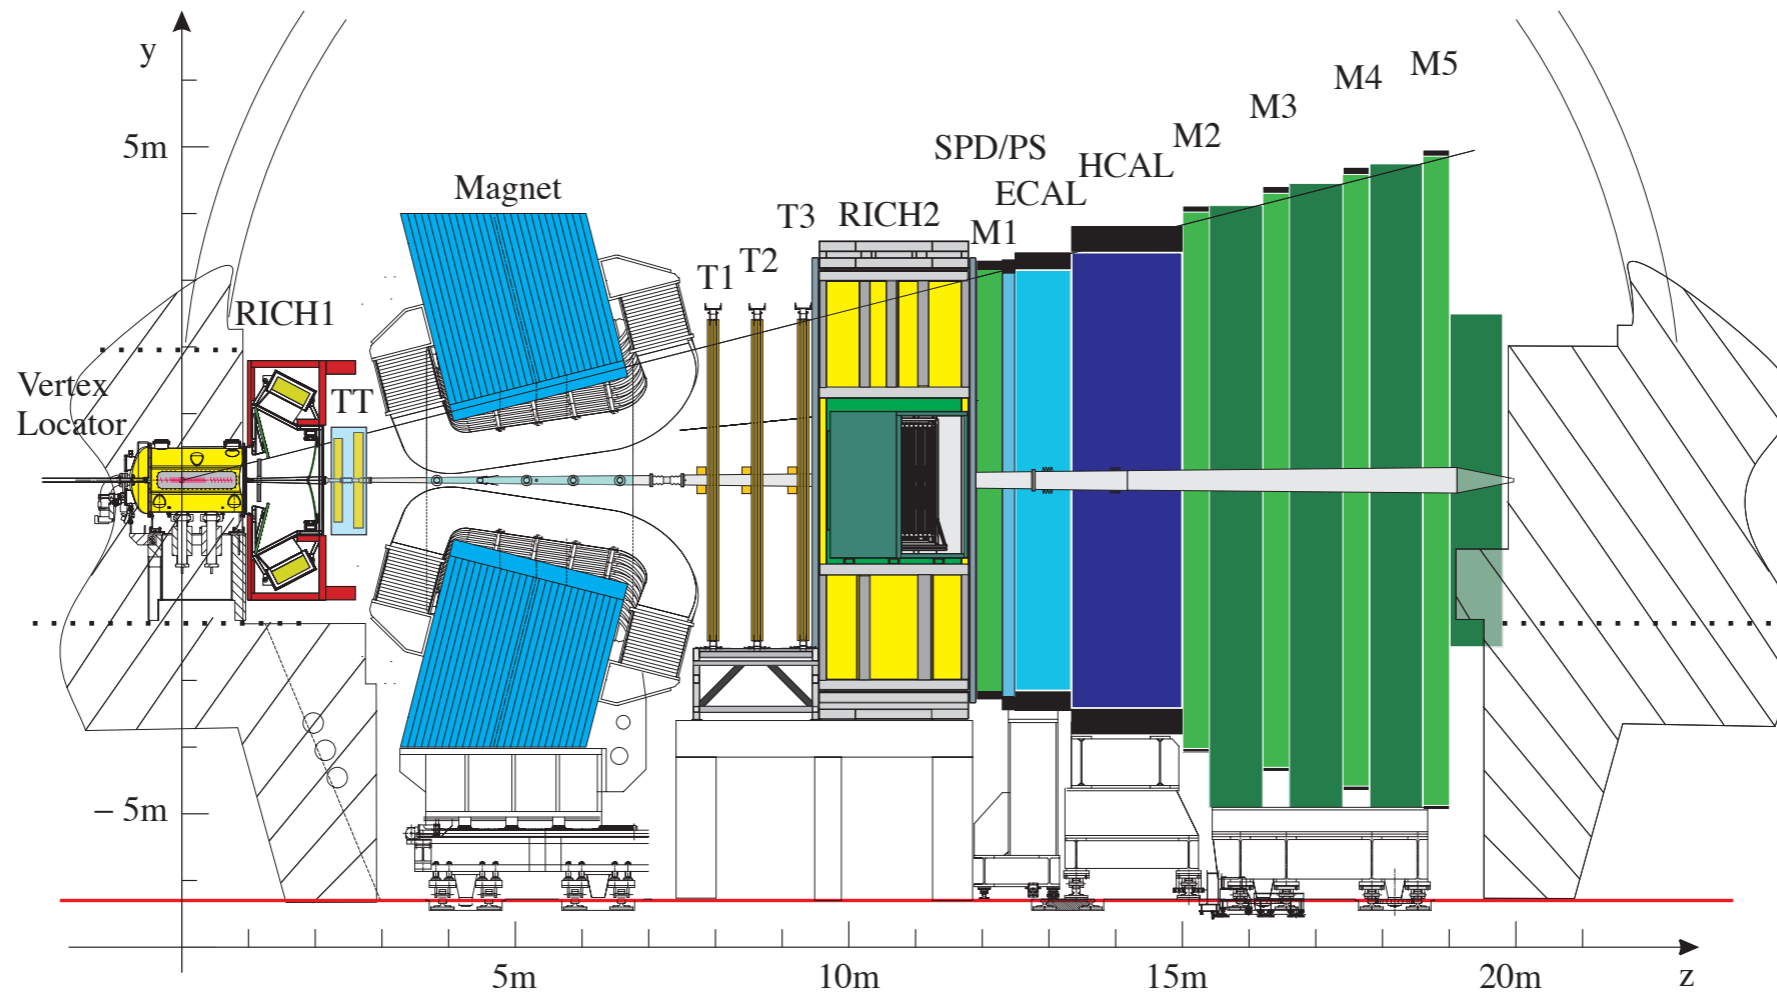 y
5m
Magnet
SPD/PS
ECAL
HCAL
M2
M3
M4
M5
T1
T2
T3
RICH2
M1
RICH1
Vertex
Locator
TT
– 5m
5m
10m
15m
20m
z